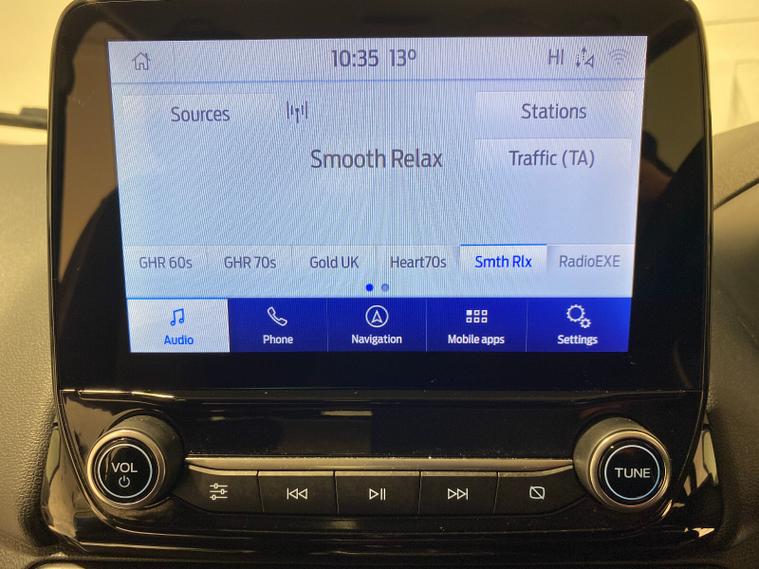 10:35 13° HI
Sources
Stations
Smooth Relax
Traffic (TA)
GHR 60s GHR 70s Gold UK Heart70s Smth Rlx RadioEXE
Audio Phone Navigation Mobile apps Settings
VOL
TUNE